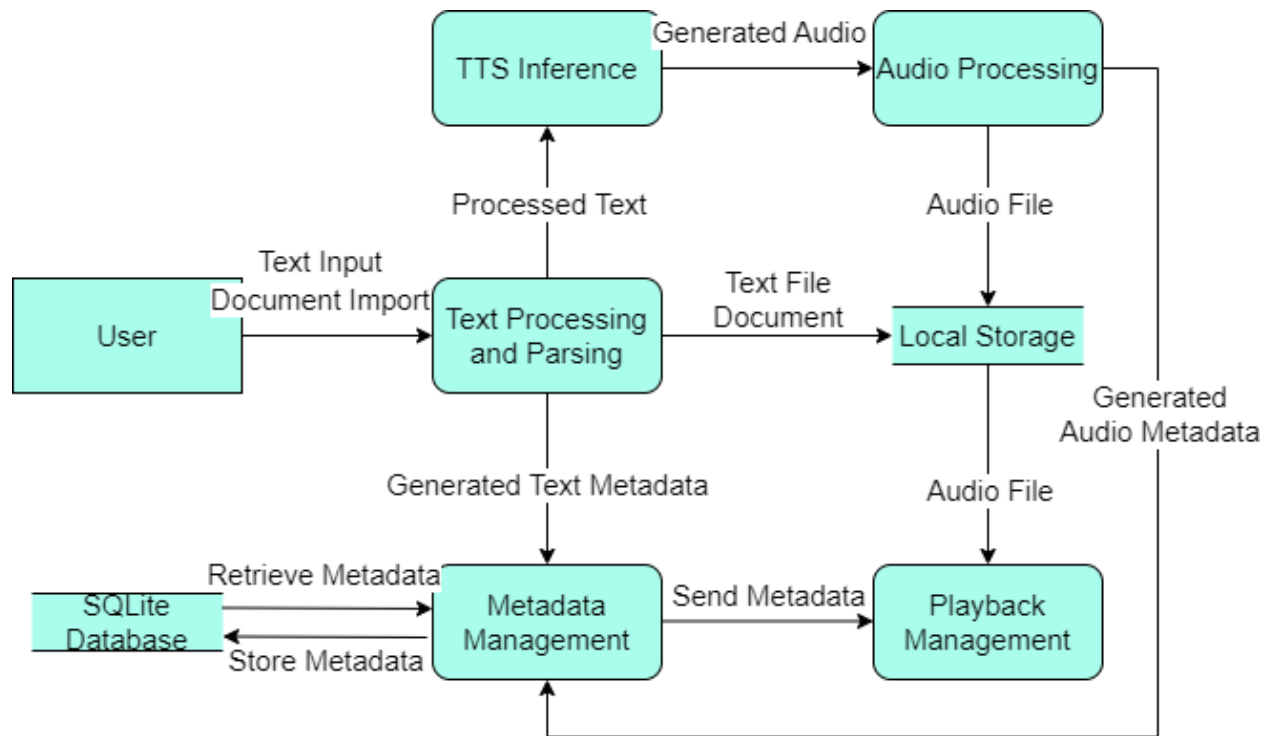 Generated Audio
TTS Inference
Audio Processing
Processed Text
Audio File
Text Input
Document Import
Text File
Document
User
Text Processing
and Parsing
Local Storage
Generated
Audio Metadata
Generated Text Metadata
Audio File
Retrieve Metadata
SQLite
Database
Store Metadata
Metadata
Management
Send Metadata
Playback
Management